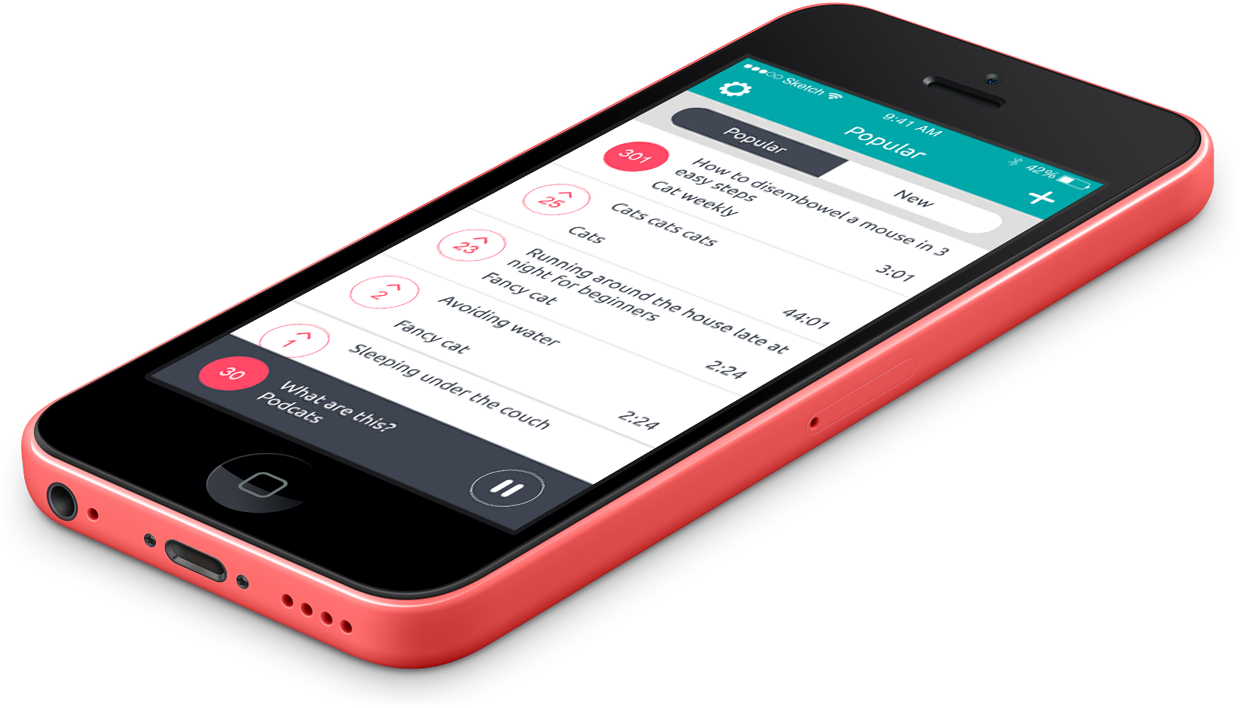 Sketch 9:41 AM 42%
Popular
Popular New
301 How to disembowel a mouse in 3
easy steps
Cat weekly 3:01
25 Cats cats cats
Cats 44:01
23 Running around the house late at
night for beginners
Fancy cat 2:24
2 Avoiding water
Fancy cat 2:24
1 Sleeping under the couch
30 What are this?
Podcats